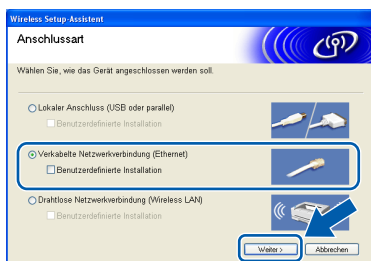 Wireless Setup-Assistent
Anschlussart
Wählen Sie, wie das Gerät angeschlossen werden soll.
Lokaler Anschluss (USB oder parallel)
Benutzerdefinierte Installation
Verkabelte Netzwerkverbindung (Ethernet)
Benutzerdefinierte Installation
Drahtlose Netzwerkverbindung (Wireless LAN)
Benutzerdefinierte Installation
Weiter >
Abbrechen